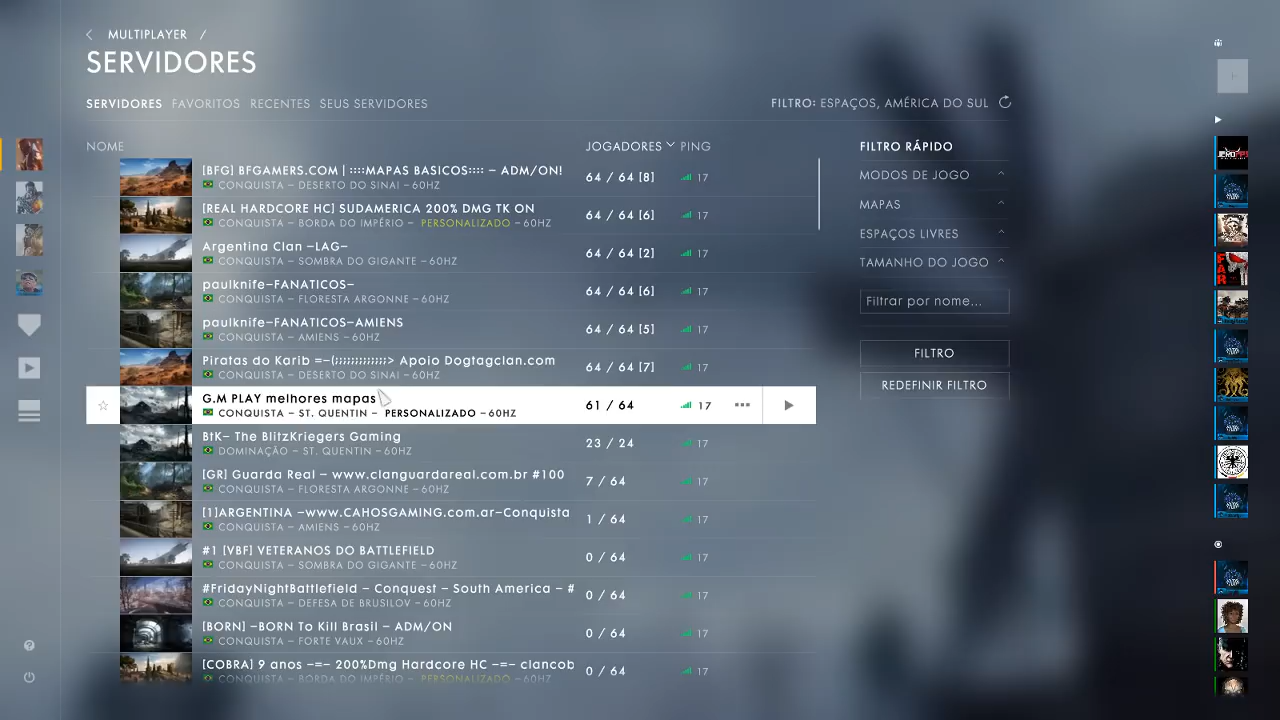 MULTIPLAYER /
SERVIDORES
SERVIDORES FAVORITOS RECENTES SEUS SERVIDORES
FILTRO: ESPAÇOS, AMÉRICA DO SUL
NOME JOGADORES PING
[BFG] BFGAMERS.COM | ::::MAPAS BASICOS:::: – ADM/ON!
CONQUISTA – DESERTO DO SINAI – 60HZ
64 / 64 [8] 17
[REAL HARDCORE HC] SUDAMERICA 200% DMG TK ON
CONQUISTA – BORDA DO IMPÉRIO – PERSONALIZADO – 60HZ
64 / 64 [6] 17
Argentina Clan –LAG–
CONQUISTA – SOMBRA DO GIGANTE – 60HZ
64 / 64 [2] 17
paulknife–FANATICOS–
CONQUISTA – FLORESTA ARGONNE – 60HZ
64 / 64 [6] 17
paulknife–FANATICOS–AMIENS
CONQUISTA – AMIENS – 60HZ
64 / 64 [5] 17
Piratas do Karib =–(;;;;;;;;;;;;> Apoio Dogtagclan.com
CONQUISTA – DESERTO DO SINAI – 60HZ
64 / 64 [7] 17
G.M PLAY melhores mapas
CONQUISTA – ST. QUENTIN – PERSONALIZADO – 60HZ
61 / 64 17
BtK– The BlitzKriegers Gaming
DOMINAÇÃO – ST. QUENTIN – 60HZ
23 / 24 17
[GR] Guarda Real – www.clanguardareal.com.br #100
CONQUISTA – FLORESTA ARGONNE – 60HZ
7 / 64 17
[1]ARGENTINA –www.CAHOSGAMING.com.ar–Conquista
CONQUISTA – AMIENS – 60HZ
1 / 64 17
#1 [VBF] VETERANOS DO BATTLEFIELD
CONQUISTA – SOMBRA DO GIGANTE – 60HZ
0 / 64 17
#FridayNightBattlefield – Conquest – South America – #
CONQUISTA – DEFESA DE BRUSILOV – 60HZ
0 / 64 17
[BORN] –BORN To Kill Brasil – ADM/ON
CONQUISTA – FORTE VAUX – 60HZ
0 / 64 17
[COBRA] 9 anos –=– 200%Dmg Hardcore HC –=– clancob
CONQUISTA – BORDA DO IMPÉRIO – PERSONALIZADO – 60HZ
0 / 64 17
FILTRO RÁPIDO
MODOS DE JOGO
MAPAS
ESPAÇOS LIVRES
TAMANHO DO JOGO
Filtrar por nome...
FILTRO
REDEFINIR FILTRO